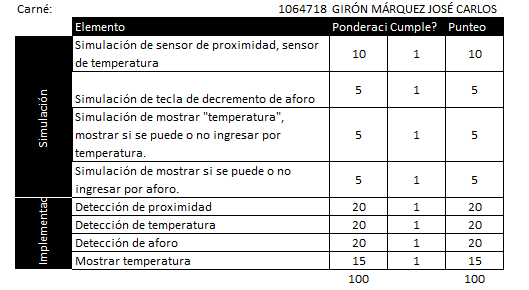 Carné: 1064718 GIRÓN MÁRQUEZ JOSÉ CARLOS
Elemento Ponderaci Cumple? Punteo
Simulación
Simulación de sensor de proximidad, sensor
de temperatura 10 1 10
Simulación de tecla de decremento de aforo 5 1 5
Simulación de mostrar "temperatura",
mostrar si se puede o no ingresar por
temperatura. 5 1 5
Simulación de mostrar si se puede o no
ingresar por aforo. 5 1 5
Implementac
Detección de proximidad 20 1 20
Detección de temperatura 20 1 20
Detección de aforo 20 1 20
Mostrar temperatura 15 1 15
100 100